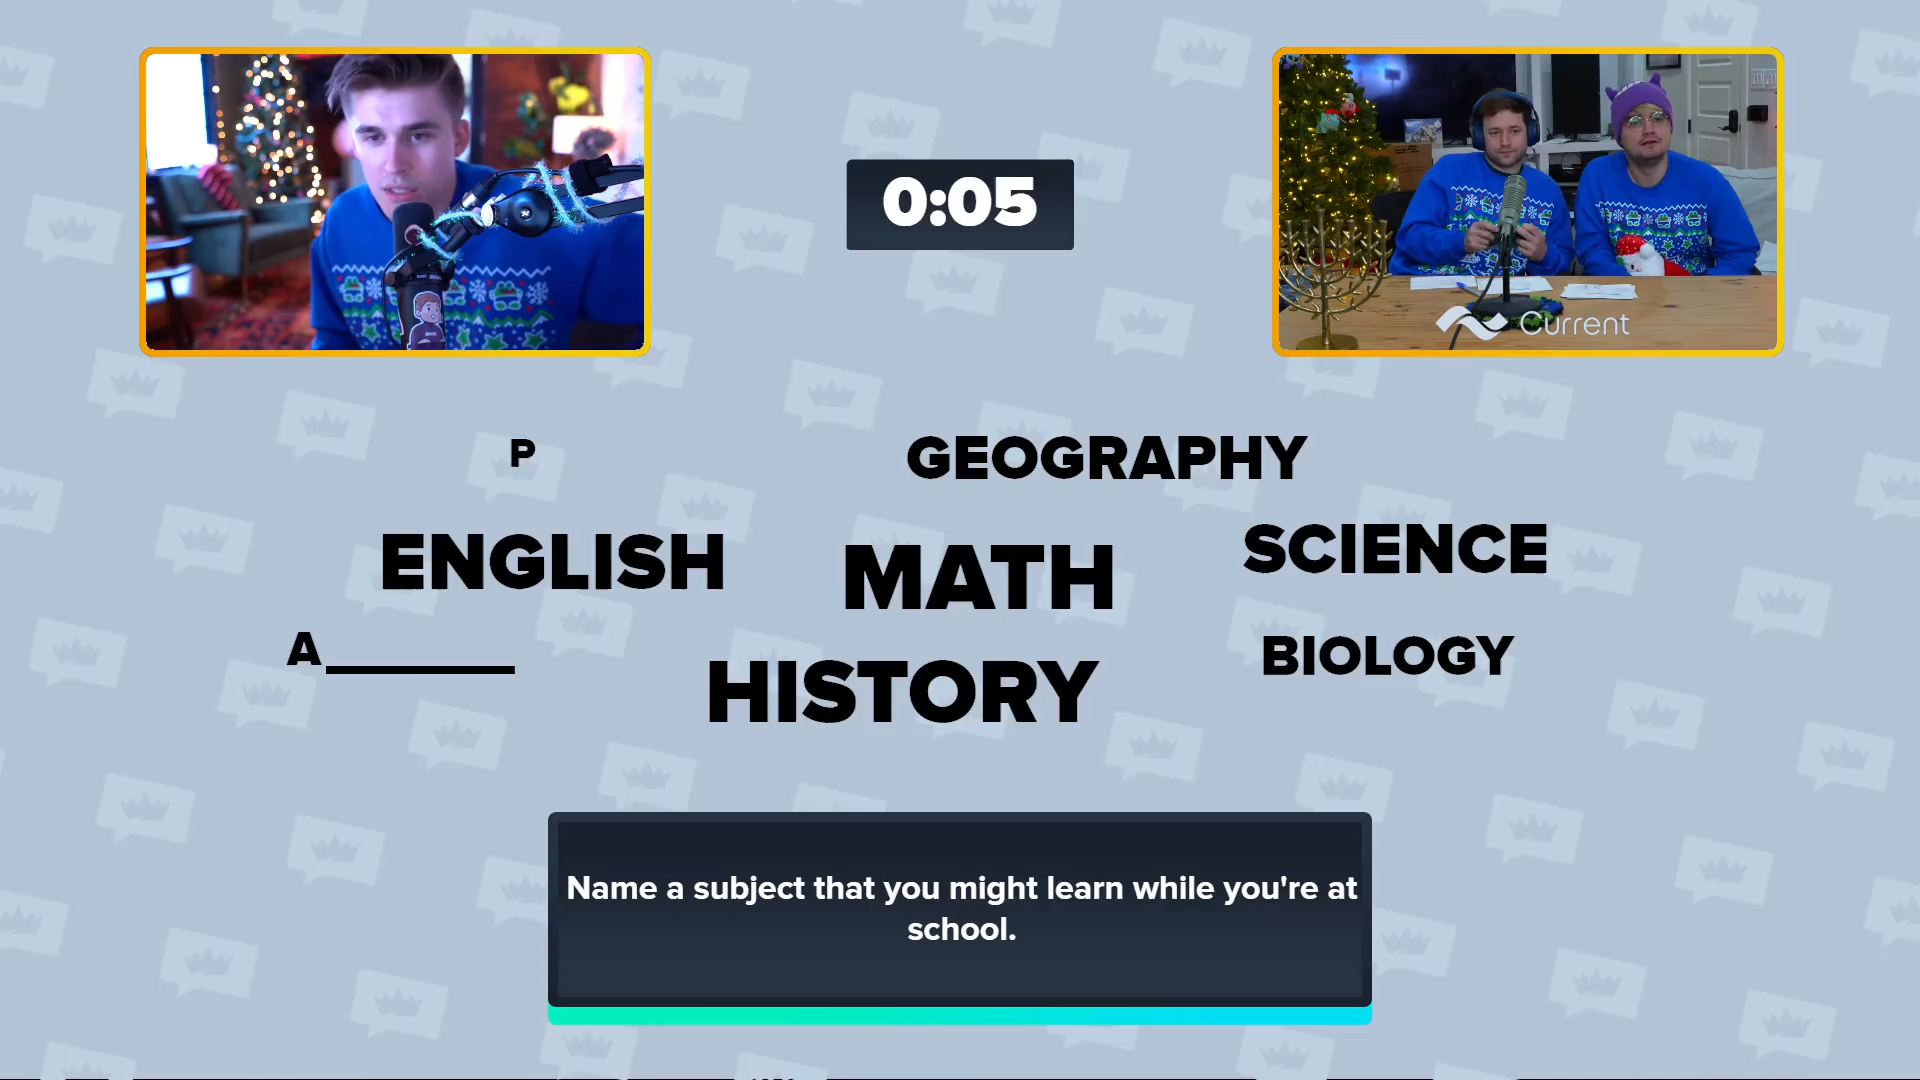 0:05
Current
P
GEOGRAPHY
ENGLISH
MATH
SCIENCE
A
HISTORY
BIOLOGY
Name a subject that you might learn while you're at
school.